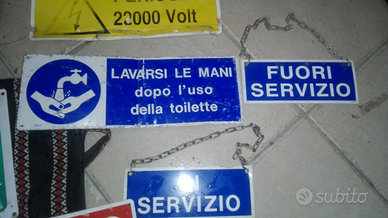 20000 Volt
LAVARSI LE MANI
dopo l'uso
della toilette
FUORI
SERVIZIO
SERVIZIO
subito